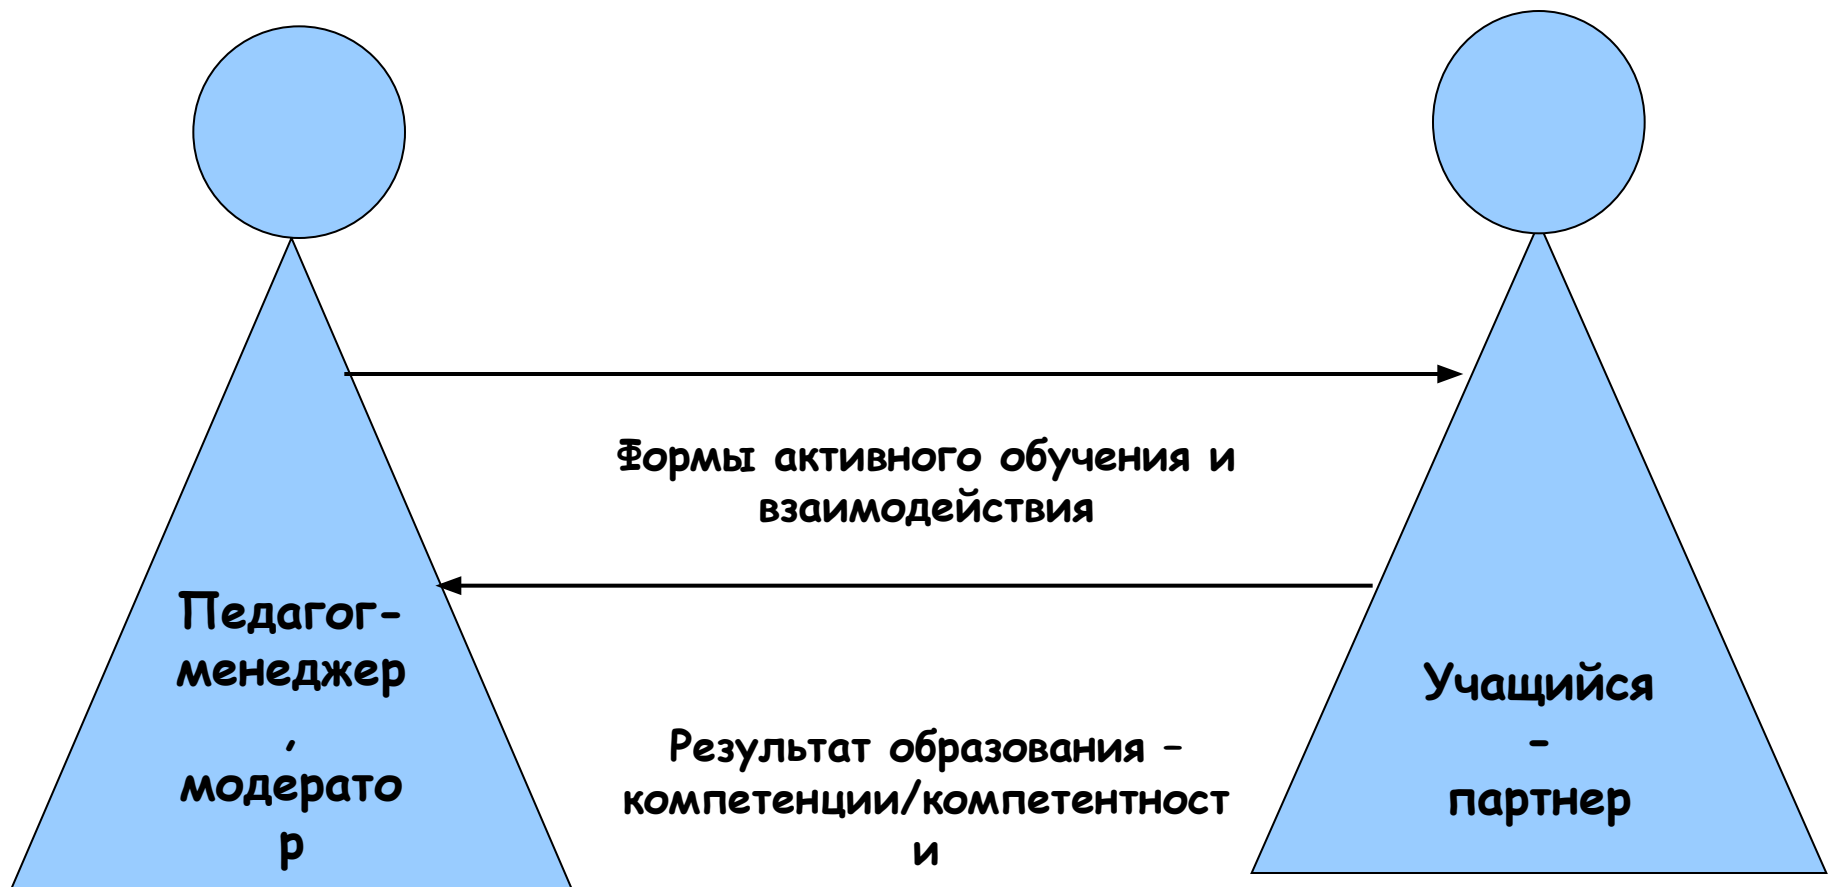 Формы активного обучения и
взаимодействия
Педагог-
менеджер
,
модерато
р
Учащийся
-
партнер
Результат образования –
компетенции/компетентност
и